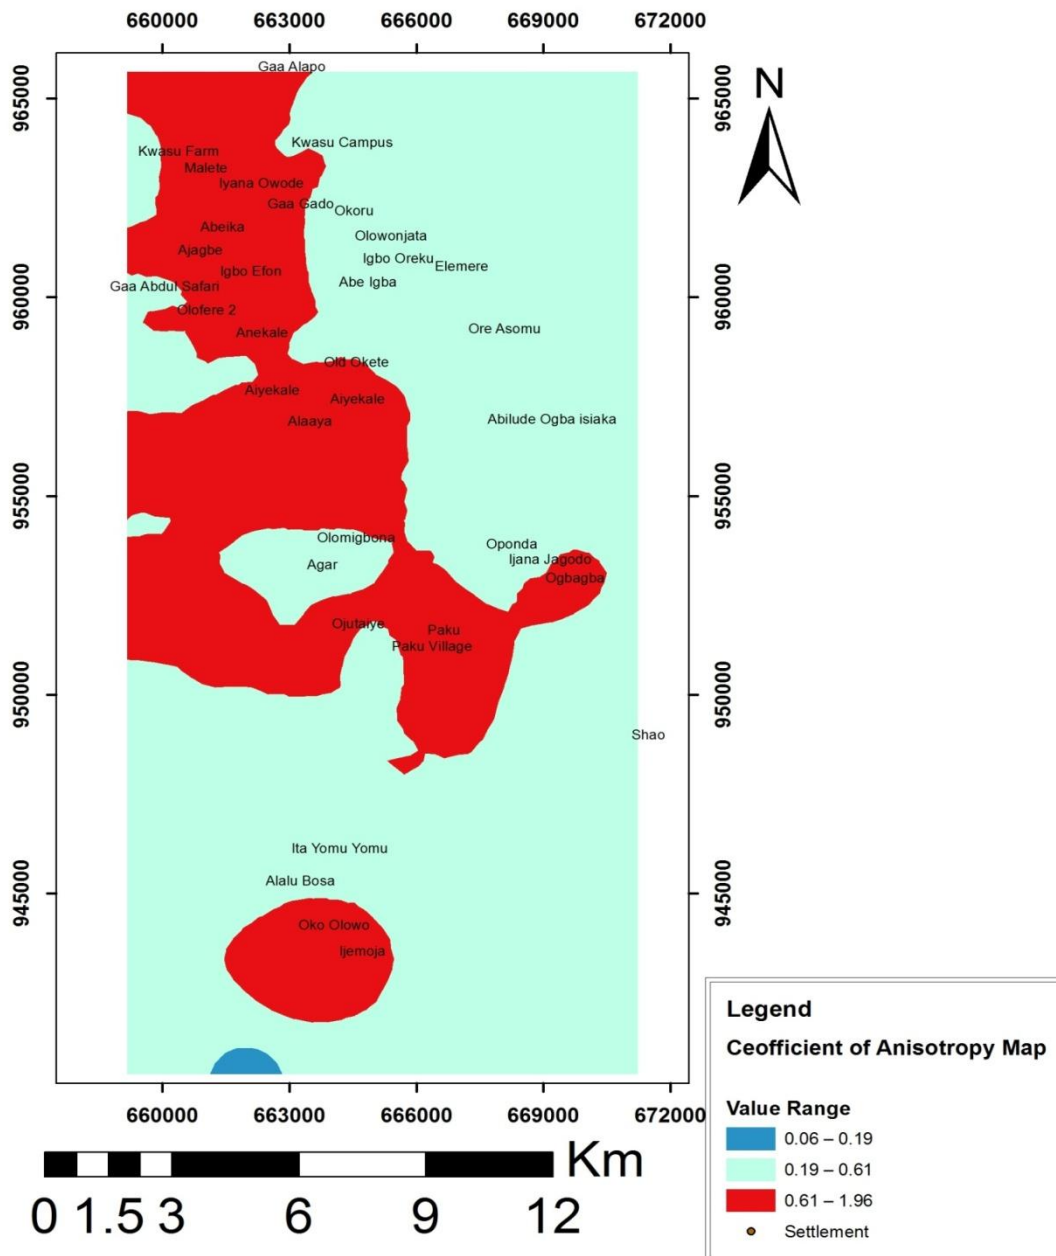 660000 663000 666000 669000 672000
Gaa Alapo
965000
965000
N
Kwasu Campus
Kwasu Farm
Malete
Iyana Owode
Gaa Gado
Okoru
Abeika
Olowonjata
Ajagbe
Igbo Oreku
Elemere
Igbo Efon
Abe Igba
Gaa Abdul Safari
960000
960000
Olofere 2
Ore Asomu
Anekale
Old Okete
Aiyekale
Aiyekale
Alaaya
Abilude Ogba isiaka
955000
955000
Olomigbona
Oponda
Agar
Ijana Jagodo
Ogbagba
Ojutaiye
Paku
Paku Village
950000
950000
Shao
Ita Yomu Yomu
Alalu Bosa
945000
945000
Oko Olowo
Ijemoja
660000 663000 666000 669000 672000
Km
0 1.5 3 6 9 12
Legend
Ceofficient of Anisotropy Map
Value Range
0.06 – 0.19
0.19 – 0.61
0.61 – 1.96
Settlement